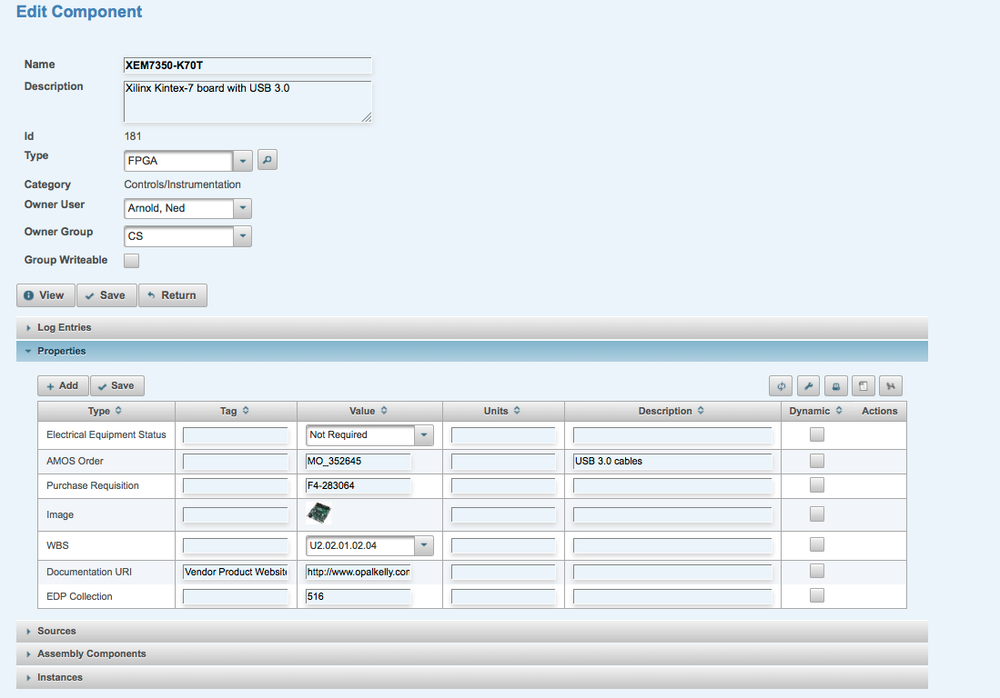 Edit Component
Name XEM7350-K70T
Description Xilinx Kintex-7 board with USB 3.0
Id 181
Type FPGA
Category Controls/Instrumentation
Owner User Arnold, Ned
Owner Group CS
Group Writeable
View Save Return
Log Entries
Properties
Add Save
Type Tag Value Units Description Dynamic Actions
Electrical Equipment Status Not Required
AMOS Order MO_352645 USB 3.0 cables
Purchase Requisition F4-283064
Image
WBS U2.02.01.02.04
Documentation URI Vendor Product Website http://www.opalkelly.com
EDP Collection 516
Sources
Assembly Components
Instances